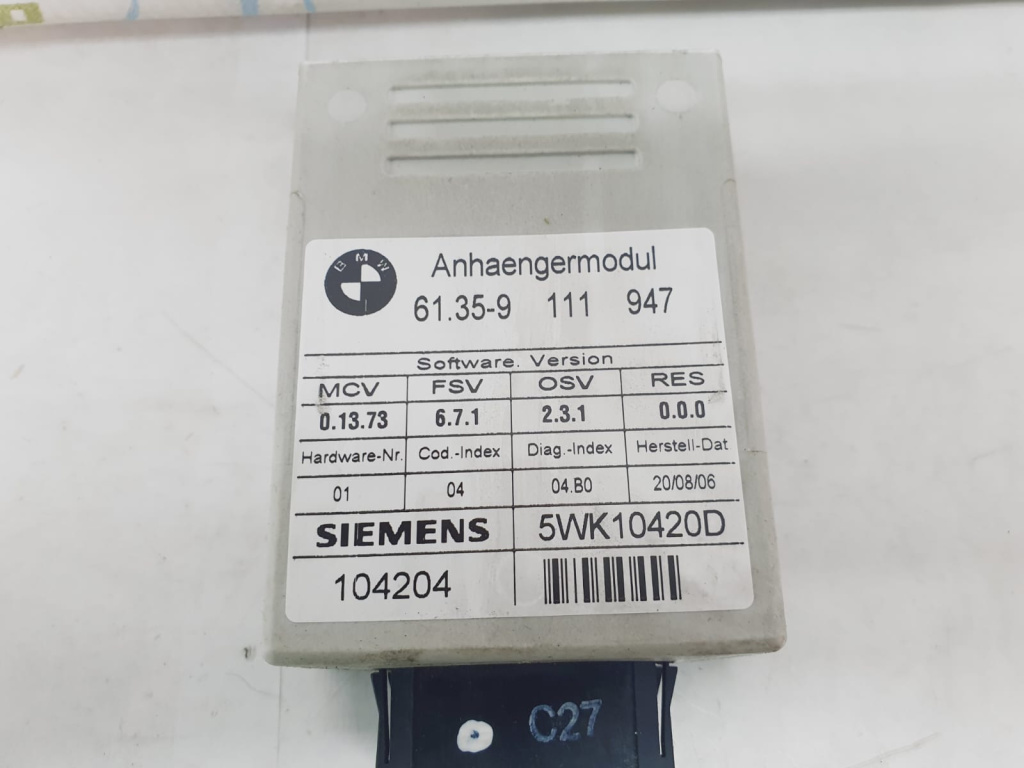 BMW
Anhaengermodul
61.35-9 111 947
Software. Version
MCV FSV OSV RES
0.13.73 6.7.1 2.3.1 0.0.0
Hardware-Nr. Cod.-Index Diag.-Index Herstell-Dat
01 04 04.B0 20/08/06
SIEMENS 5WK10420D
104204
C27